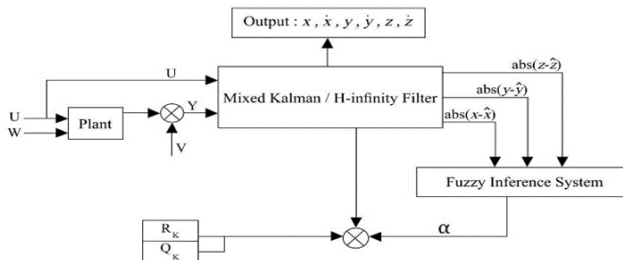 Output : x , ẋ , y , ẏ , z , ż
U
abs(z-ẑ)
Mixed Kalman / H-infinity Filter
abs(y-ŷ)
abs(x-x̂)
U
W
Plant
Y
V
Fuzzy Inference System
R_K
Q_K
α